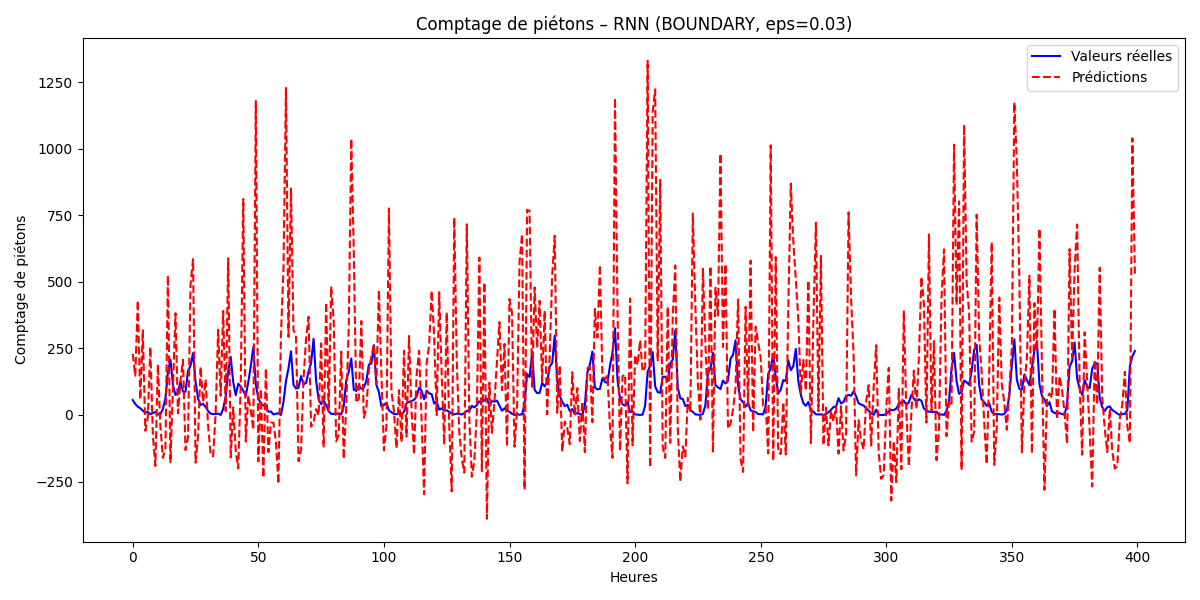 Comptage de piétons – RNN (BOUNDARY, eps=0.03)
Valeurs réelles
Prédictions
Comptage de piétons
1250
1000
750
500
250
0
−250
0 50 100 150 200 250 300 350 400
Heures